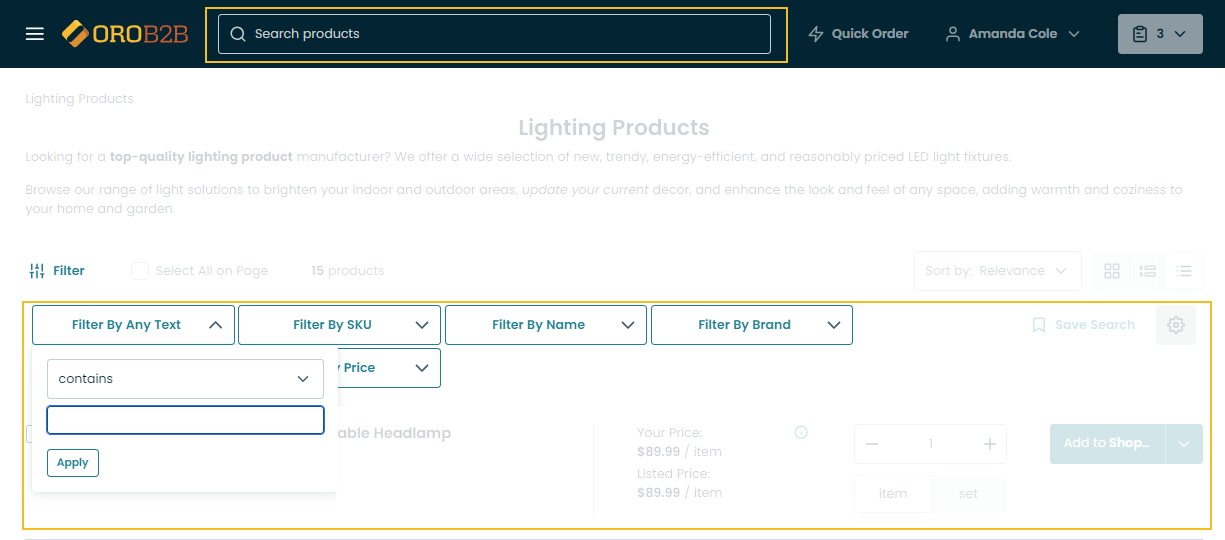 OROB2B
Search products
Quick Order
Amanda Cole
3
Lighting Products
Lighting Products
Looking for a top-quality lighting product manufacturer? We offer a wide selection of new, trendy, energy-efficient, and reasonably priced LED light fixtures.
Browse our range of light solutions to brighten your indoor and outdoor areas, update your current decor, and enhance the look and feel of any space, adding warmth and coziness to
your home and garden.
Filter
Select All on Page
15 products
Sort by: Relevance
Filter By Any Text
Filter By SKU
Filter By Name
Filter By Brand
Save Search
contains
y Price
Apply
able Headlamp
Your Price:
$89.99 / item
Listed Price:
$89.99 / item
1
item
set
Add to Shop...